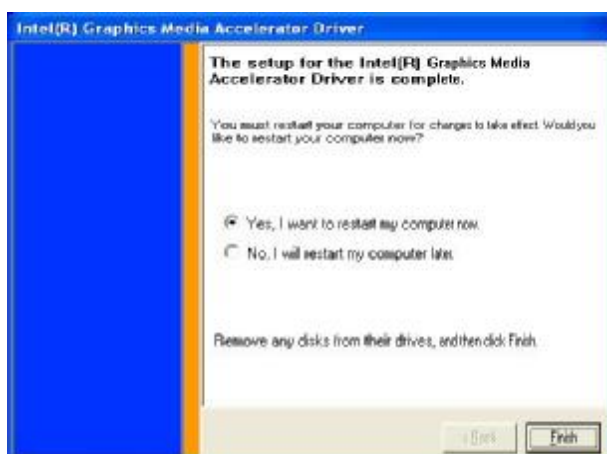 Intel(R) Graphics Media Accelerator Driver
The setup for the Intel(R) Graphics Media
Accelerator Driver is complete.
You must restart your computer for changes to take effect. Would you
like to restart your computer now?
Yes, I want to restart my computer now.
No, I will restart my computer later.
Remove any disks from their drives, and then click Finish.
< Back
Finish